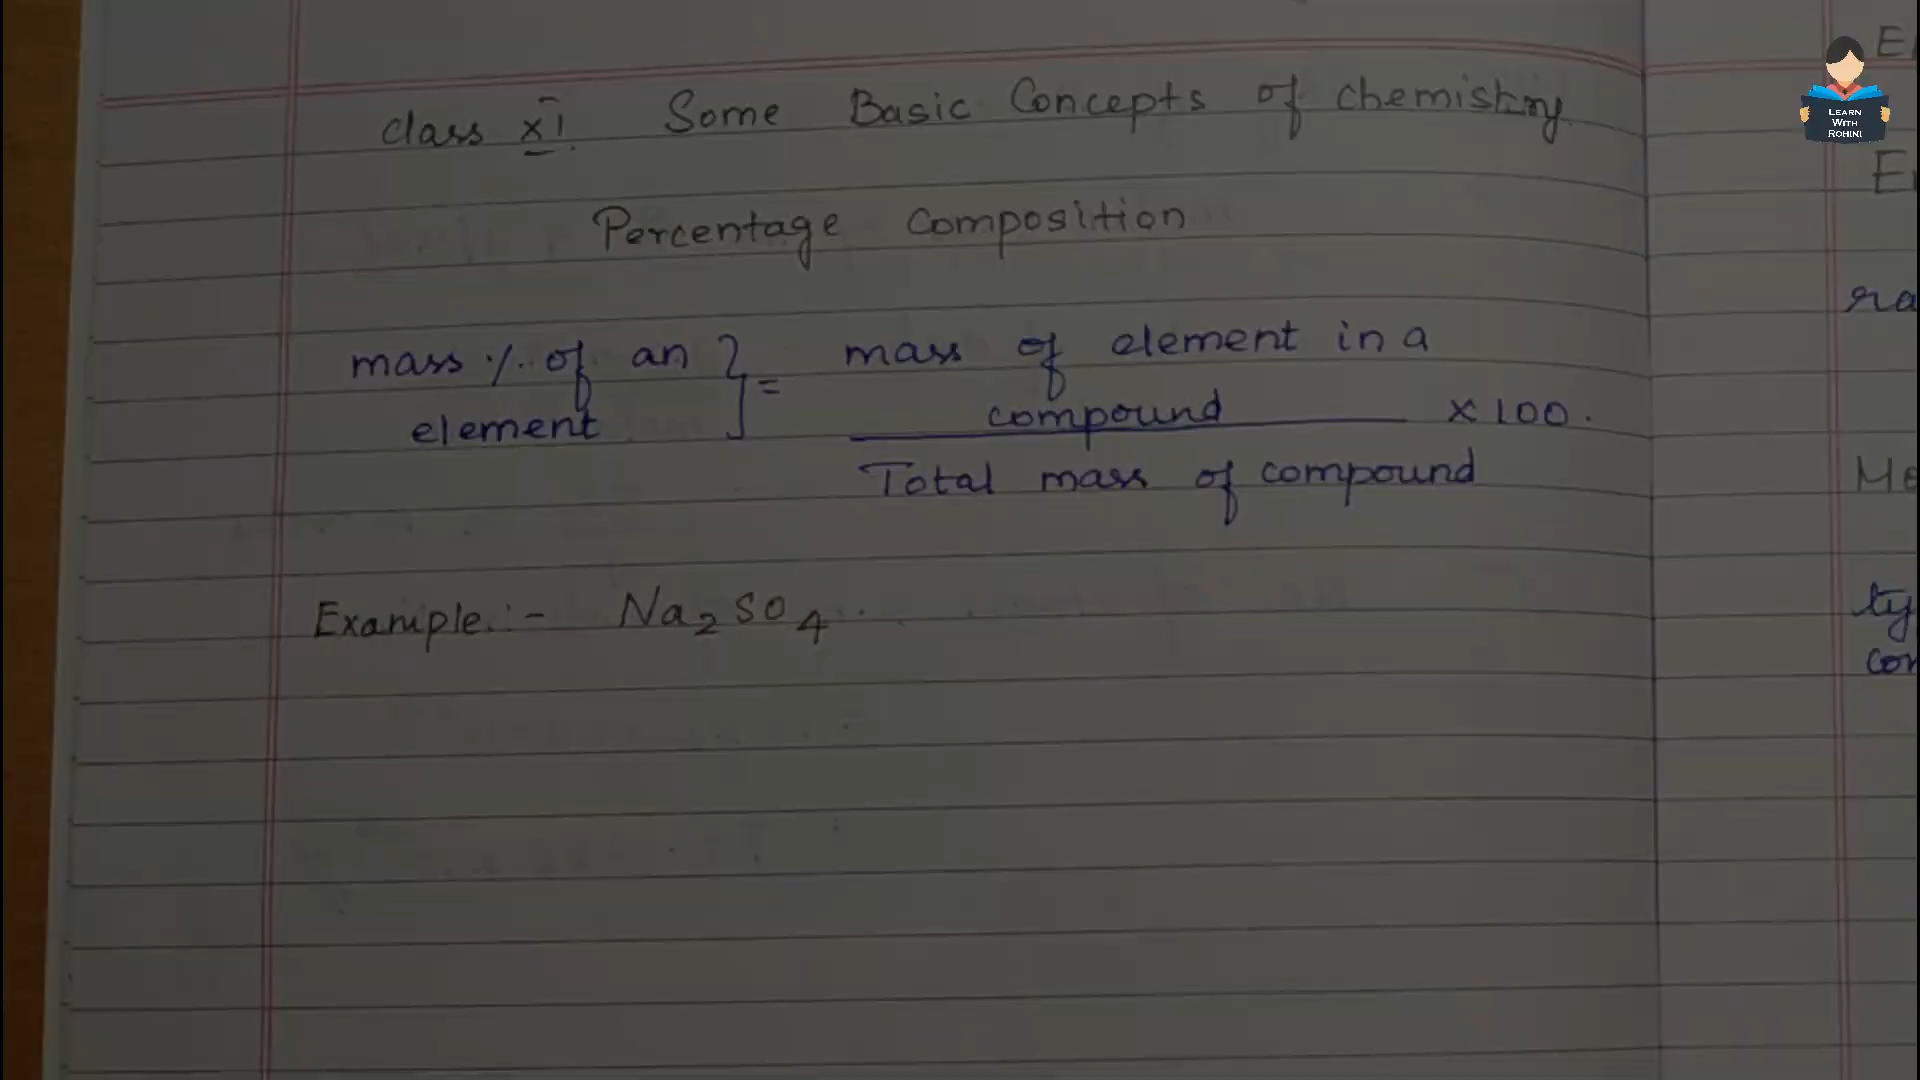 class XI. Some Basic Concepts of chemistry
Percentage Composition
mass %. of an } = mass of element in a
element compound × 100.
Total mass of compound
Example:- Na₂SO₄
LEARN
WITH
ROHINI